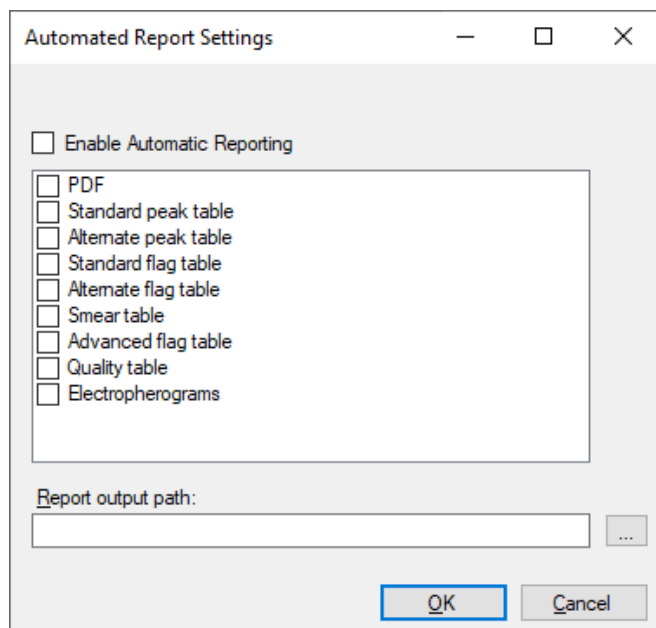 Automated Report Settings
Enable Automatic Reporting
PDF
Standard peak table
Alternate peak table
Standard flag table
Alternate flag table
Smear table
Advanced flag table
Quality table
Electropherograms
Report output path:
...
OK Cancel